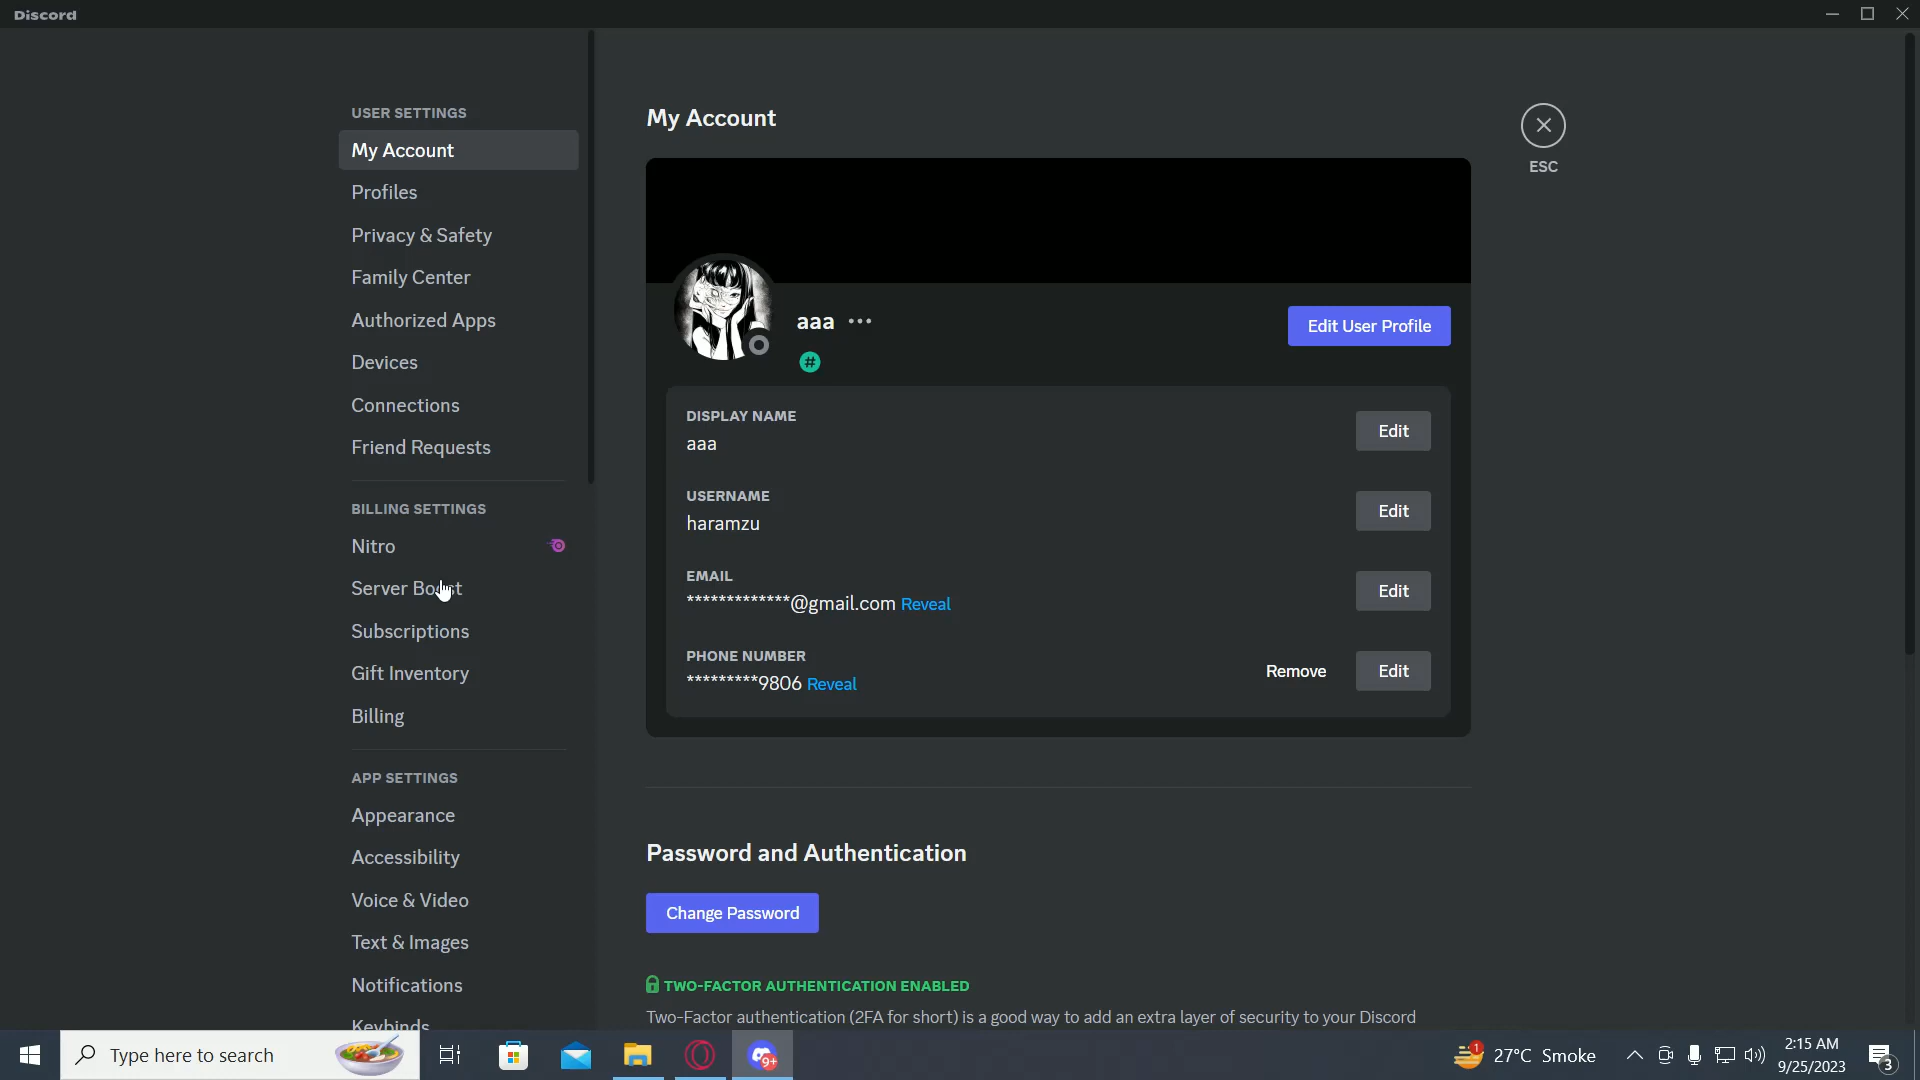 Discord
USER SETTINGS
My Account
Profiles
Privacy & Safety
Family Center
Authorized Apps
Devices
Connections
Friend Requests
BILLING SETTINGS
Nitro
Server Boost
Subscriptions
Gift Inventory
Billing
APP SETTINGS
Appearance
Accessibility
Voice & Video
Text & Images
Notifications
Keybinds
My Account
ESC
aaa
#
Edit User Profile
DISPLAY NAME
aaa
Edit
USERNAME
haramzu
Edit
EMAIL
*************@gmail.com Reveal
Edit
PHONE NUMBER
*********9806 Reveal
Remove
Edit
Password and Authentication
Change Password
TWO-FACTOR AUTHENTICATION ENABLED
Two-Factor authentication (2FA for short) is a good way to add an extra layer of security to your Discord
Type here to search
9+
1
27°C Smoke
2:15 AM
9/25/2023
3